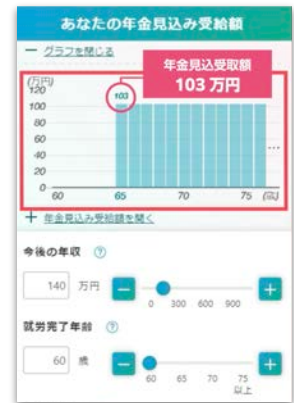 あなたの年金見込み受給額
グラフを閉じる
年金見込受取額
103 万円
(万円)
120
103
100
80
60
40
20
0
60 65 70 75 (歳)
年金見込み受給額を開く
今後の年収 ?
140 万円
0 300 600 900
就労完了年齢 ?
60 歳
60 65 70 75
以上